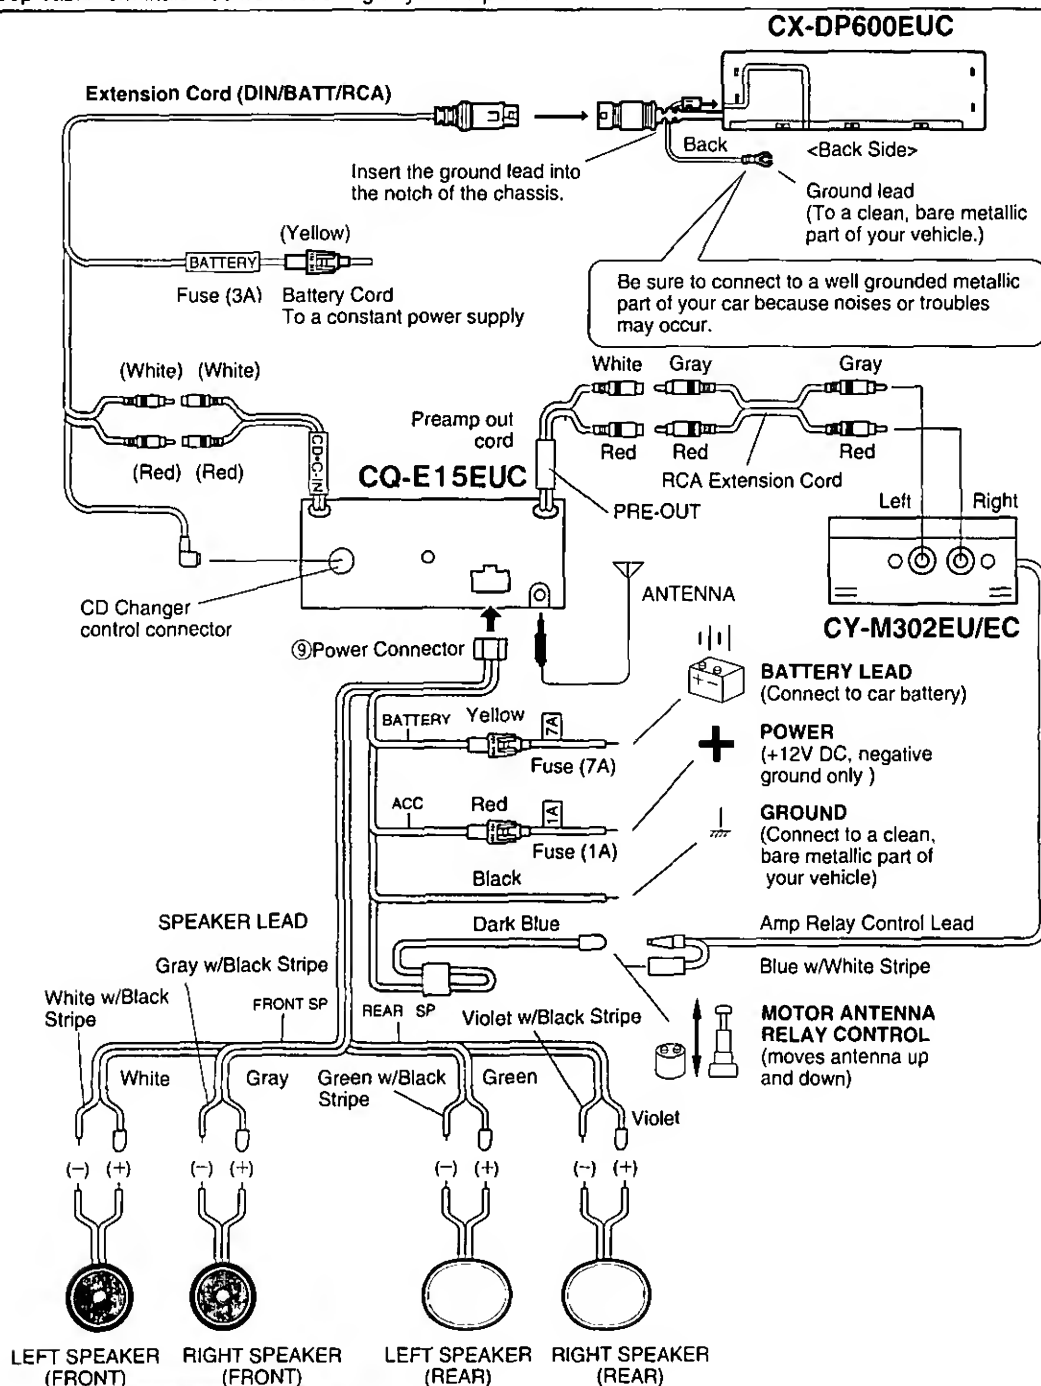 CX-DP600EUC
Extension Cord (DIN/BATT/RCA)
Back
<Back Side>
Insert the ground lead into
the notch of the chassis.
Ground lead
(To a clean, bare metallic
part of your vehicle.)
(Yellow)
BATTERY
Fuse (3A)
Battery Cord
To a constant power supply
Be sure to connect to a well grounded metallic
part of your car because noises or troubles
may occur.
(White) (White)
(Red) (Red)
CD•C-IN
Preamp out
cord
White Gray Gray
Red Red Red
RCA Extension Cord
CQ-E15EUC
PRE-OUT
Left Right
CY-M302EU/EC
CD Changer
control connector
ANTENNA
⑨Power Connector
BATTERY Yellow 7A
Fuse (7A)
BATTERY LEAD
(Connect to car battery)
+ −
ACC Red 1A
Fuse (1A)
POWER
(+12V DC, negative
ground only )
Black
GROUND
(Connect to a clean,
bare metallic part of
your vehicle)
Dark Blue
Amp Relay Control Lead
Blue w/White Stripe
MOTOR ANTENNA
RELAY CONTROL
(moves antenna up
and down)
SPEAKER LEAD
Gray w/Black Stripe
White w/Black
Stripe
FRONT SP
REAR SP
Violet w/Black Stripe
White
Gray
Green w/Black
Stripe
Green
Violet
(−) (+) (−) (+) (−) (+) (−) (+)
LEFT SPEAKER
(FRONT)
RIGHT SPEAKER
(FRONT)
LEFT SPEAKER
(REAR)
RIGHT SPEAKER
(REAR)